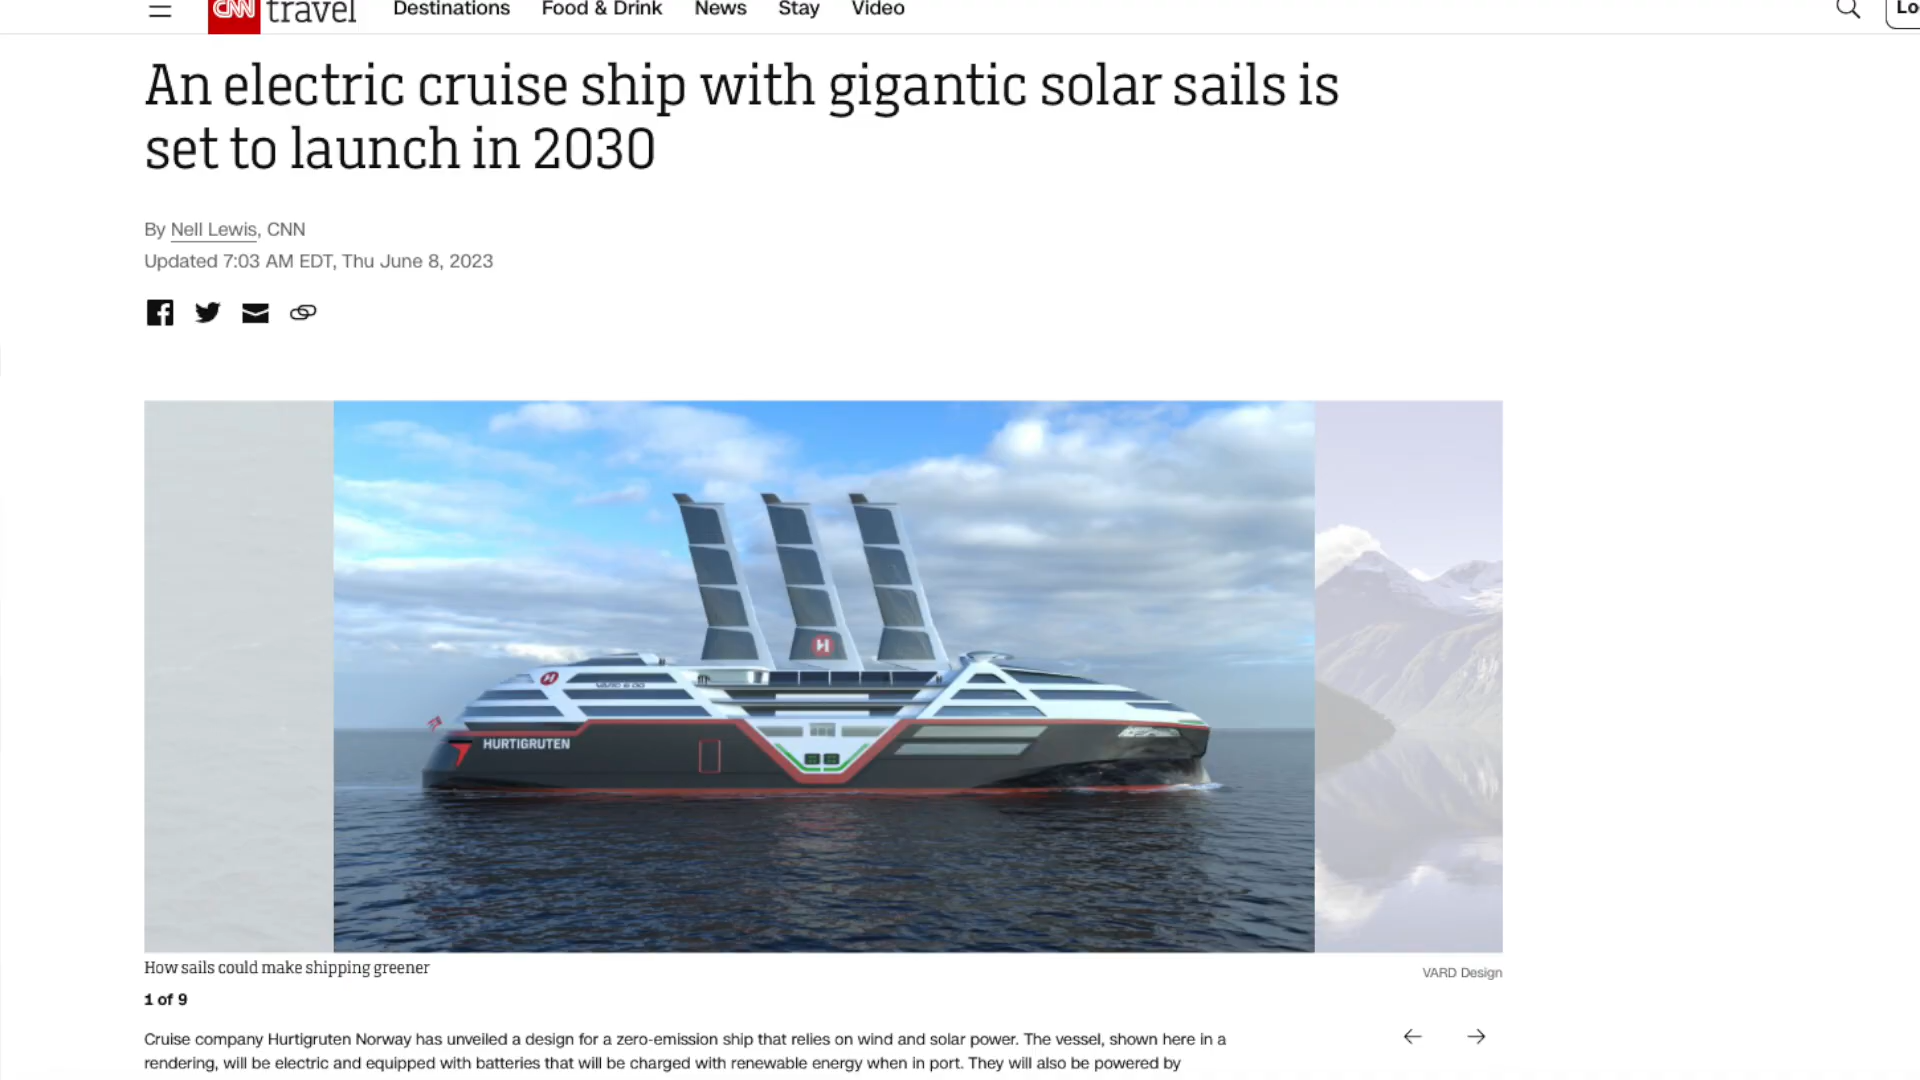 CNN travel Destinations Food & Drink News Stay Video Lo
An electric cruise ship with gigantic solar sails is
set to launch in 2030
By Nell Lewis, CNN
Updated 7:03 AM EDT, Thu June 8, 2023
HURTIGRUTEN
How sails could make shipping greener
VARD Design
1 of 9
Cruise company Hurtigruten Norway has unveiled a design for a zero-emission ship that relies on wind and solar power. The vessel, shown here in a
rendering, will be electric and equipped with batteries that will be charged with renewable energy when in port. They will also be powered by